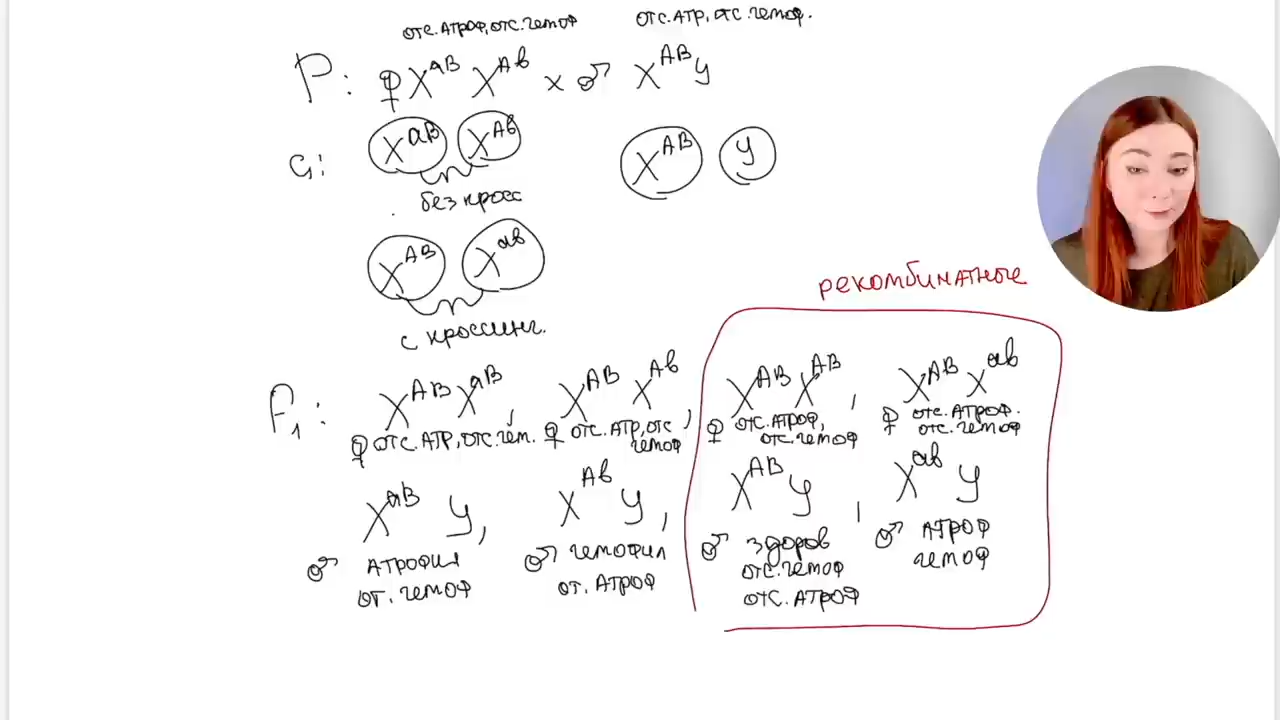 отс. Атроф, отс. гемоф отс. Атр, отс. гемоф.
P: ♀ X^aB X^Ab x ♂ X^AB y
G: X^aB X^Ab X^AB y
без кросс
X^AB X^ab
с кроссинг.
рекомбинатные
F1: X^AB X^aB, X^AB X^Ab, X^AB X^AB, X^AB X^ab
♀ отс. Атр, отс. гем. ♀ отс. Атр, отс гемоф ♀ отс. Атроф, отс. гемоф ♀ отс. Атроф. отс. гемоф
X^aB y, X^Ab y, X^AB y, X^ab y
♂ Атрофия от. гемоф ♂ гемофил от. Атроф ♂ здоров отс. гемоф отс. Атроф ♂ Атроф гемоф